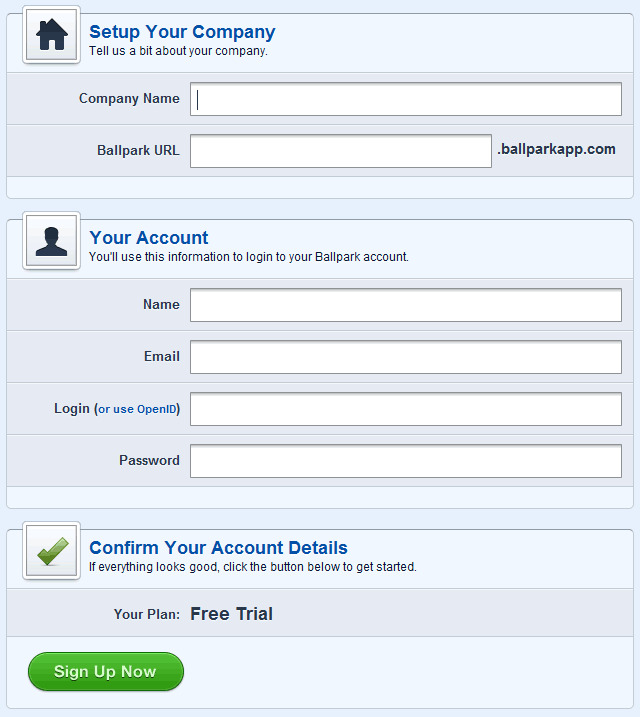 Setup Your Company
Tell us a bit about your company.
Company Name
Ballpark URL .ballparkapp.com
Your Account
You'll use this information to login to your Ballpark account.
Name
Email
Login (or use OpenID)
Password
Confirm Your Account Details
If everything looks good, click the button below to get started.
Your Plan: Free Trial
Sign Up Now